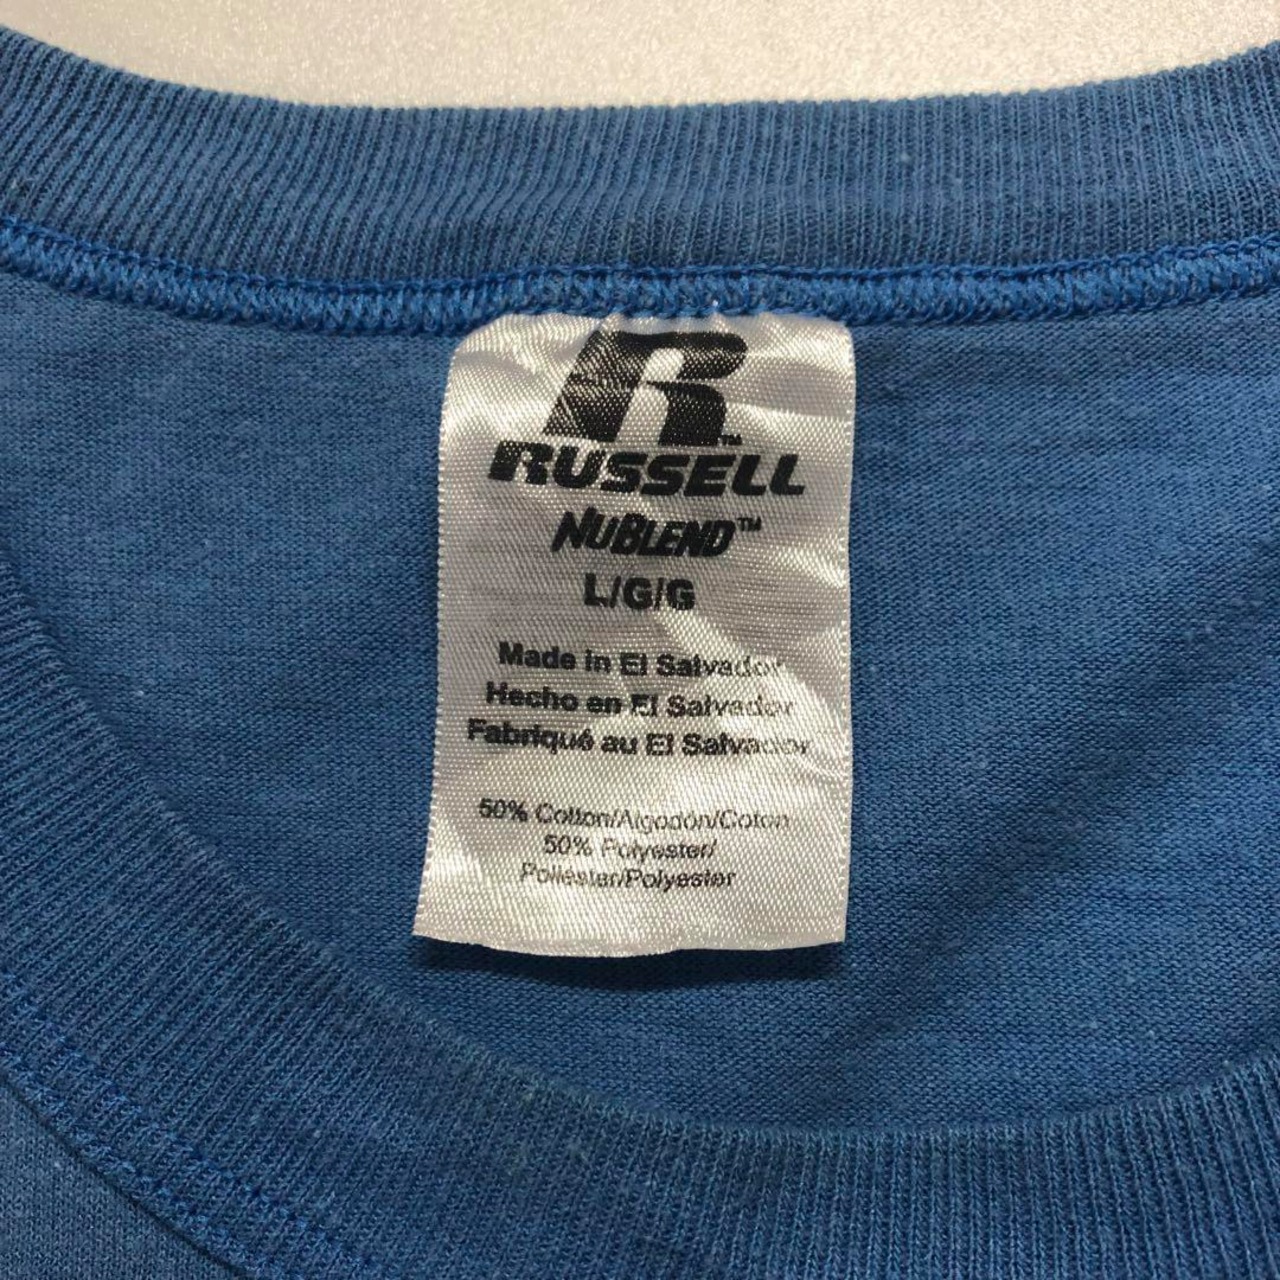 R™
RUSSELL
NUBLEND™
L/G/G
Made in El Salvador
Hecho en El Salvador
Fabriqué au El Salvador
50% Cotton/Algodón/Coton
50% Polyester/
Poliéster/Polyester